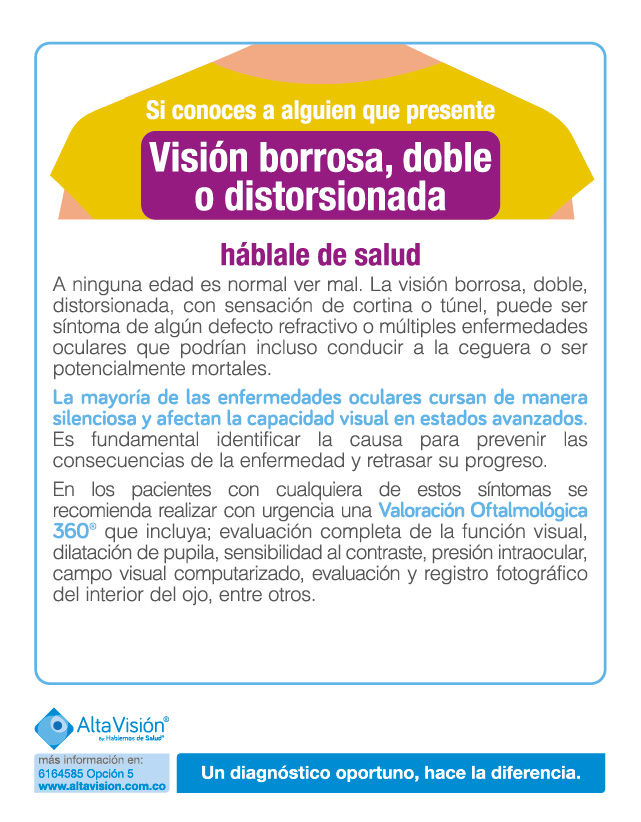 Si conoces a alguien que presente
Visión borrosa, doble
o distorsionada
háblale de salud
A ninguna edad es normal ver mal. La visión borrosa, doble,
distorsionada, con sensación de cortina o túnel, puede ser
síntoma de algún defecto refractivo o múltiples enfermedades
oculares que podrían incluso conducir a la ceguera o ser
potencialmente mortales.
La mayoría de las enfermedades oculares cursan de manera
silenciosa y afectan la capacidad visual en estados avanzados.
Es fundamental identificar la causa para prevenir las
consecuencias de la enfermedad y retrasar su progreso.
En los pacientes con cualquiera de estos síntomas se
recomienda realizar con urgencia una Valoración Oftalmológica
360® que incluya; evaluación completa de la función visual,
dilatación de pupila, sensibilidad al contraste, presión intraocular,
campo visual computarizado, evaluación y registro fotográfico
del interior del ojo, entre otros.
AltaVisión®
By: Hablemos de Salud®
más información en:
6164585 Opción 5
www.altavision.com.co
Un diagnóstico oportuno, hace la diferencia.